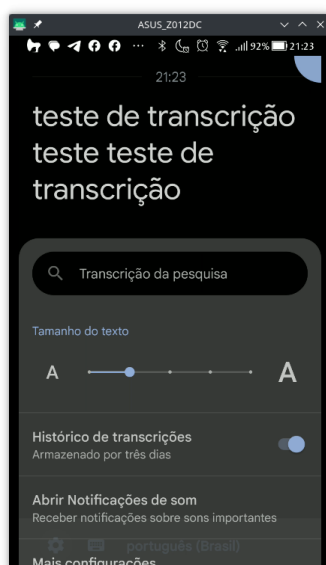 ASUS_Z012DC
92% 21:23
21:23
teste de transcrição
teste teste de
transcrição
Transcrição da pesquisa
Tamanho do texto
A A
Histórico de transcrições
Armazenado por três dias
Abrir Notificações de som
Receber notificações sobre sons importantes
português (Brasil)
Mais configurações